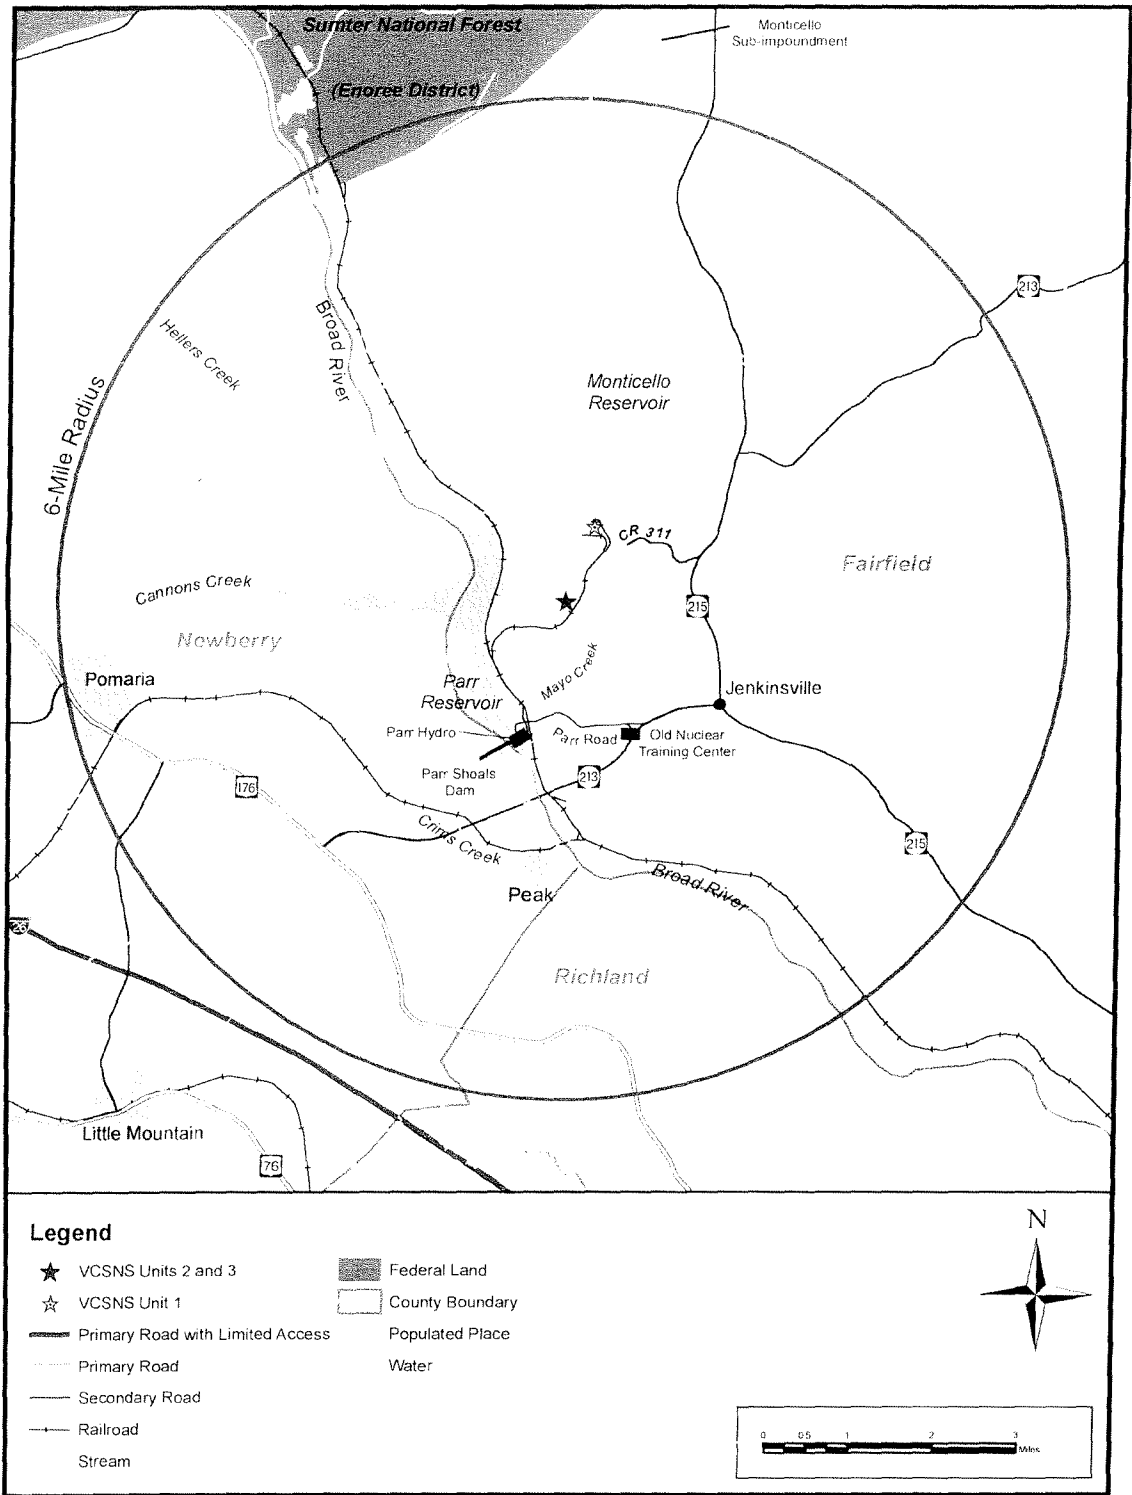 Sumter National Forest
(Enoree District)
Monticello
Sub-impoundment
213
Hellers Creek
Broad River
Monticello
Reservoir
6-Mile Radius
CR 311
Fairfield
Cannons Creek
215
Newberry
Mayo Creek
Pomaria
Parr
Reservoir
Jenkinsville
Parr Hydro
Parr Road
Old Nuclear
Training Center
Parr Shoals
Dam
213
176
Crims Creek
215
Peak
Broad River
26
Richland
Little Mountain
76
Legend
VCSNS Units 2 and 3
VCSNS Unit 1
Primary Road with Limited Access
Primary Road
Secondary Road
Railroad
Stream
Federal Land
County Boundary
Populated Place
Water
N
0 0.5 1 2 3
Miles